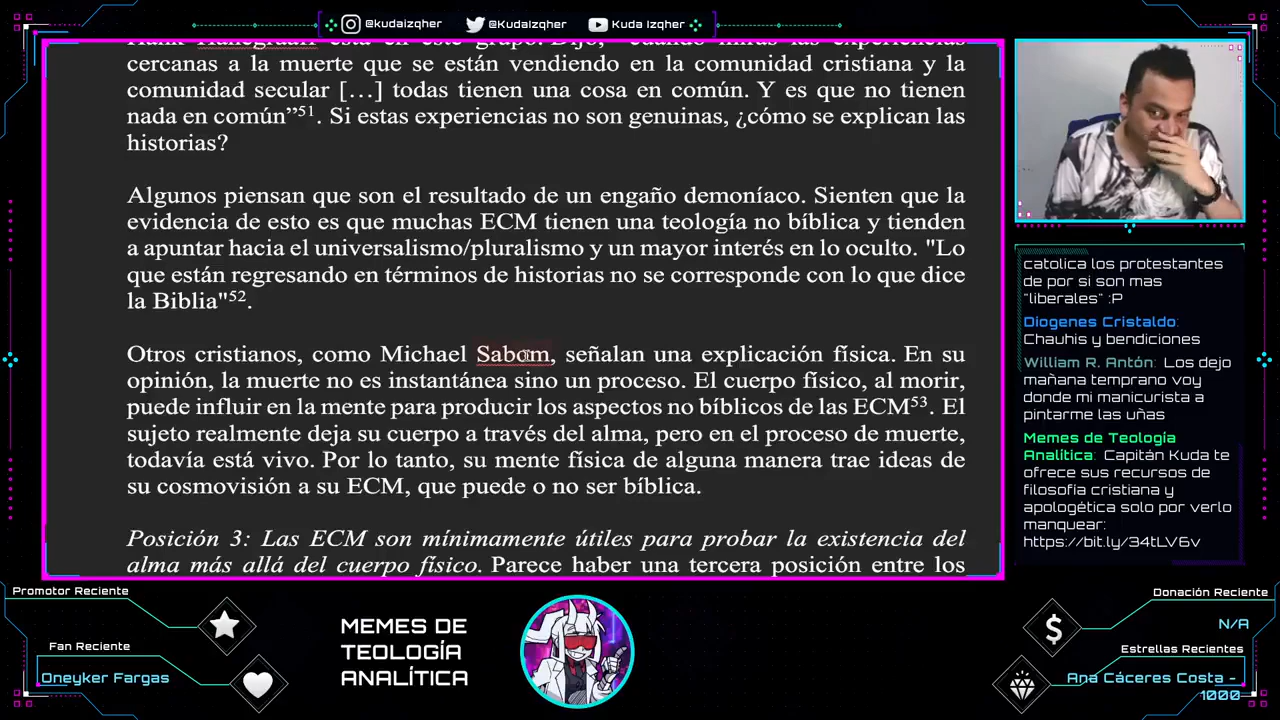 @kudaizqher
@KudaIzqher
Kuda Izqher
Hank Hanegraaff está en este grupo. Dijo, "cuando miras las experiencias
cercanas a la muerte que se están vendiendo en la comunidad cristiana y la
comunidad secular […] todas tienen una cosa en común. Y es que no tienen
nada en común”51. Si estas experiencias no son genuinas, ¿cómo se explican las
historias?
Algunos piensan que son el resultado de un engaño demoníaco. Sienten que la
evidencia de esto es que muchas ECM tienen una teología no bíblica y tienden
a apuntar hacia el universalismo/pluralismo y un mayor interés en lo oculto. "Lo
que están regresando en términos de historias no se corresponde con lo que dice
la Biblia"52.
Otros cristianos, como Michael Sabom, señalan una explicación física. En su
opinión, la muerte no es instantánea sino un proceso. El cuerpo físico, al morir,
puede influir en la mente para producir los aspectos no bíblicos de las ECM53. El
sujeto realmente deja su cuerpo a través del alma, pero en el proceso de muerte,
todavía está vivo. Por lo tanto, su mente física de alguna manera trae ideas de
su cosmovisión a su ECM, que puede o no ser bíblica.
Posición 3: Las ECM son mínimamente útiles para probar la existencia del
alma más allá del cuerpo físico. Parece haber una tercera posición entre los
catolica los protestantes
de por si son mas
"liberales" :P
Diogenes Cristaldo:
Chauhis y bendiciones
William R. Antón: Los dejo
mañana temprano voy
donde mi manicurista a
pintarme las uñas
Memes de Teología
Analítica: Capitán Kuda te
ofrece sus recursos de
filosofia cristiana y
apologética solo por verlo
manquear:
https://bit.ly/34tLV6v
Promotor Reciente
Fan Reciente
Oneyker Fargas
MEMES DE
TEOLOGÍA
ANALÍTICA
Donación Reciente
N/A
Estrellas Recientes
Ana Cáceres Costa -
1000